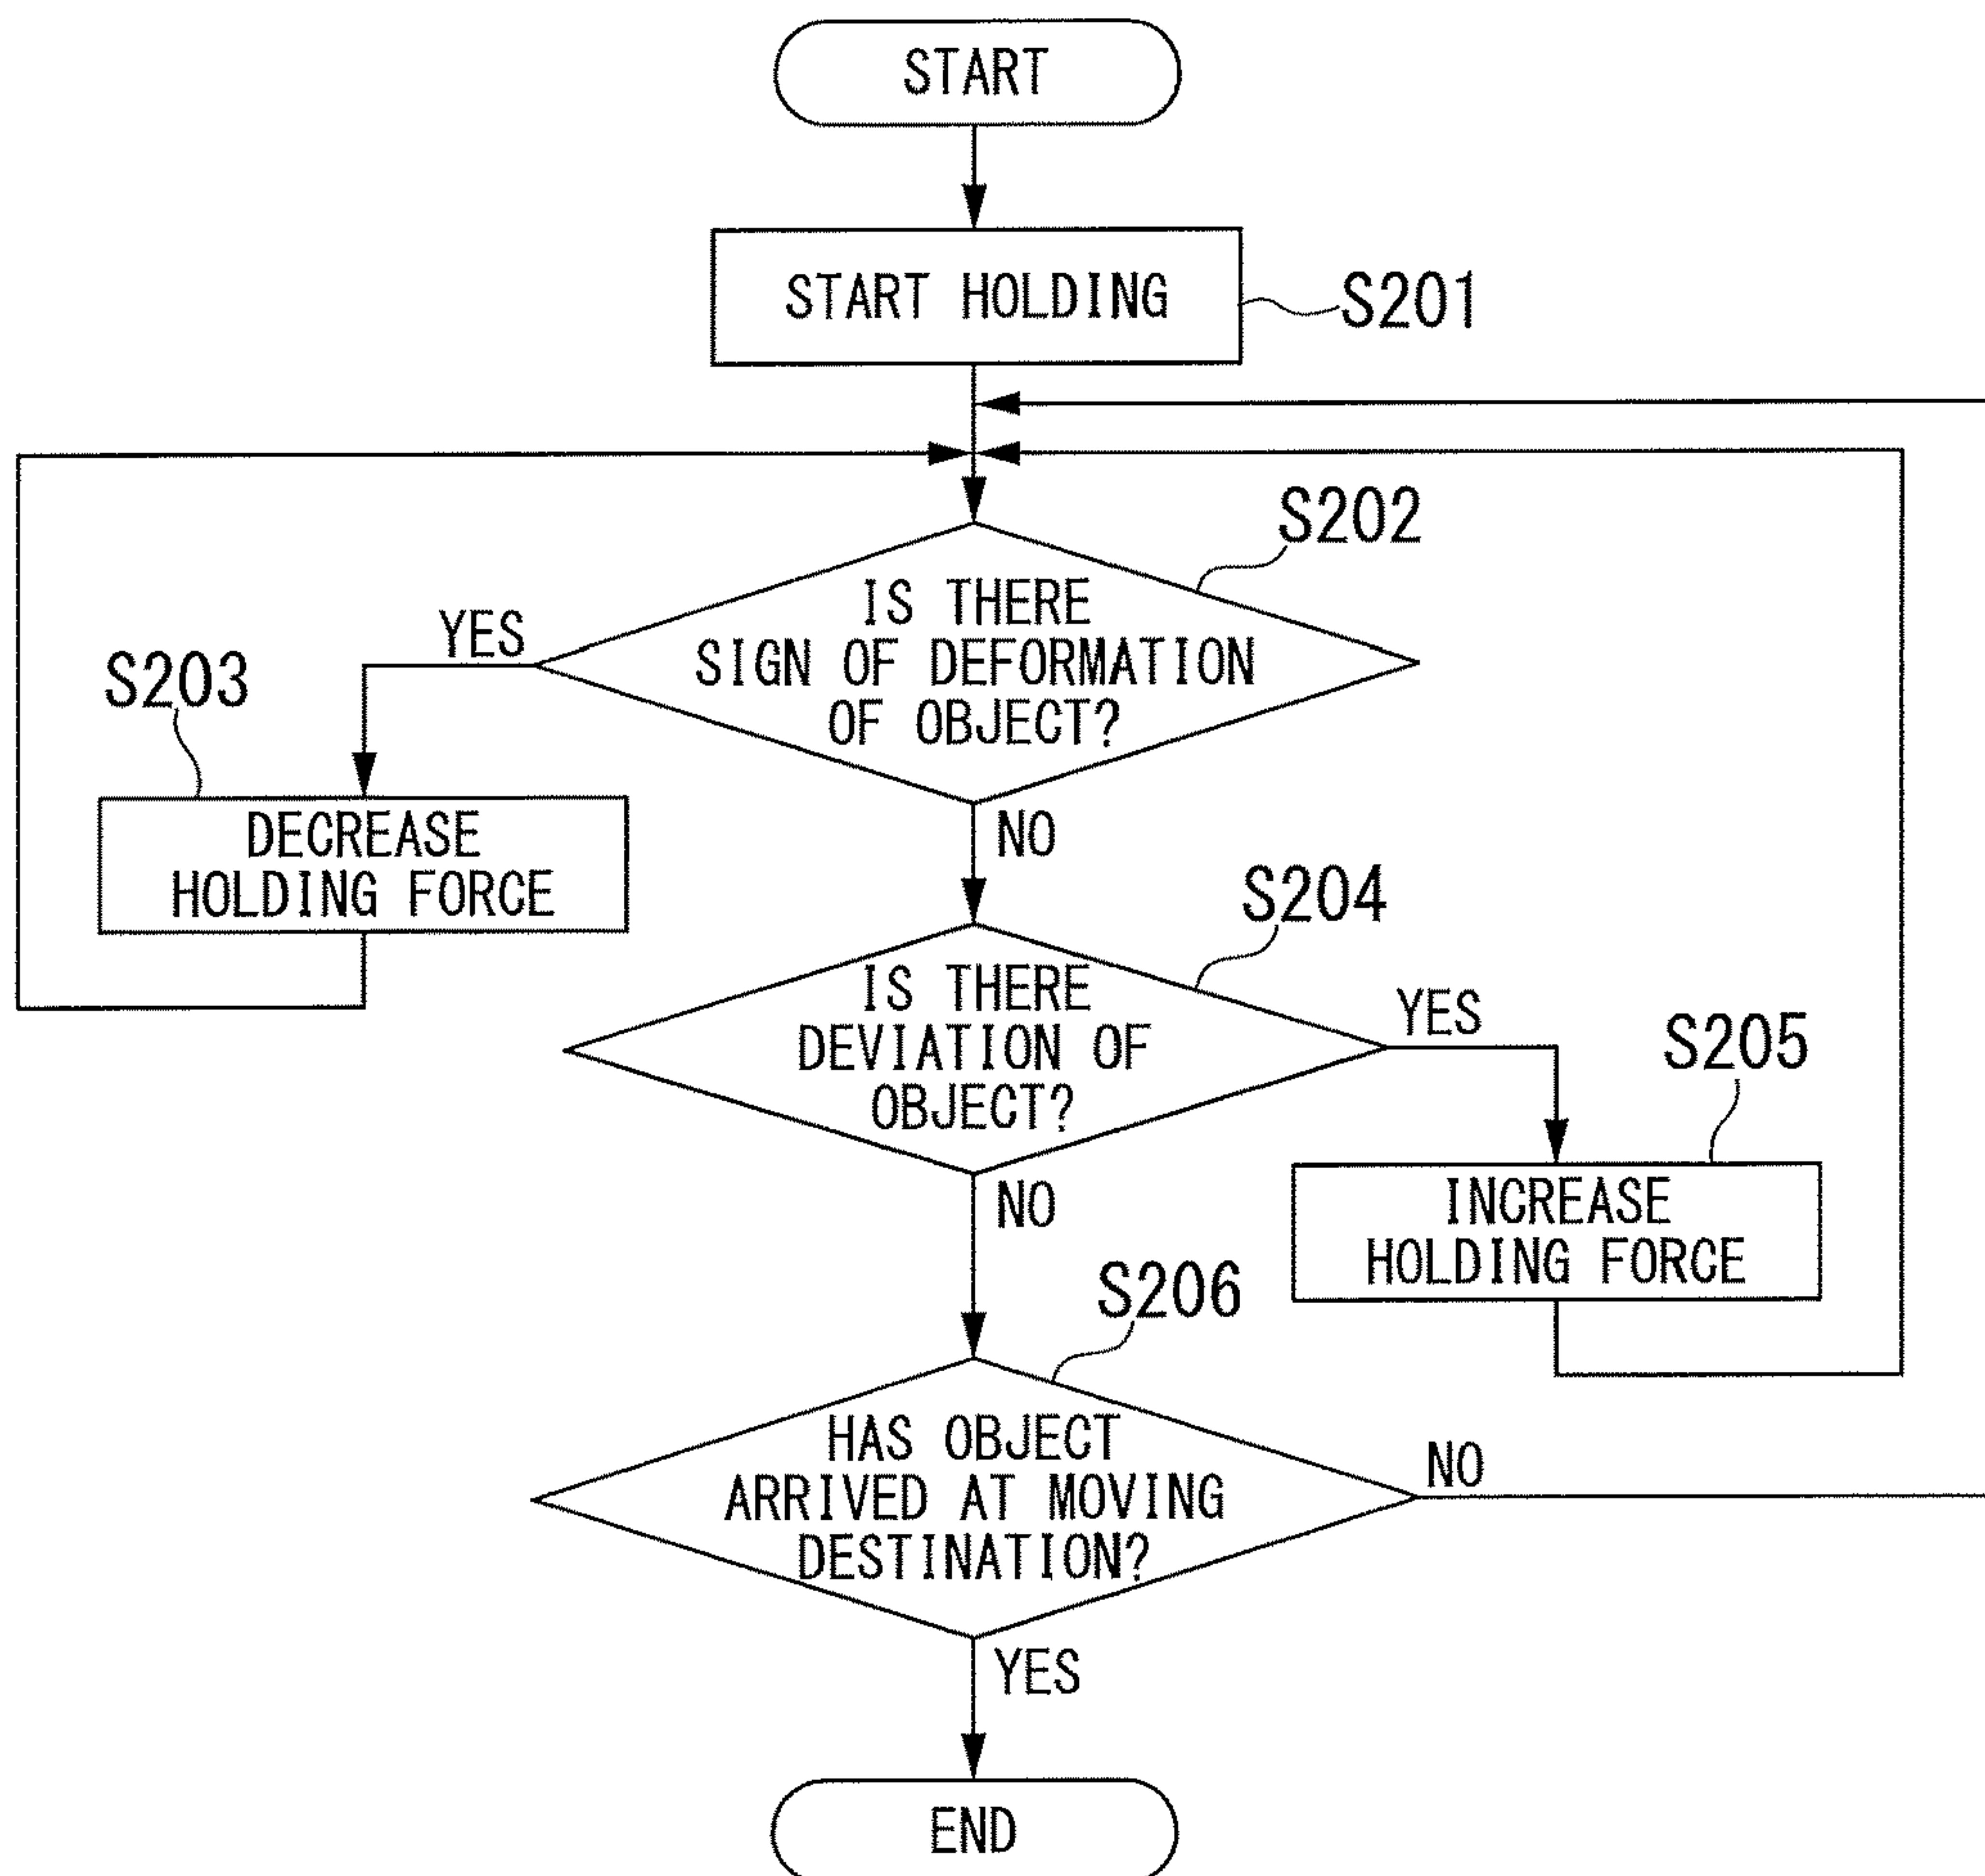 START
START HOLDING
S201
S202
IS THERE
SIGN OF DEFORMATION
OF OBJECT?
YES
S203
DECREASE
HOLDING FORCE
NO
S204
IS THERE
DEVIATION OF
OBJECT?
YES
S205
INCREASE
HOLDING FORCE
NO
S206
HAS OBJECT
ARRIVED AT MOVING
DESTINATION?
NO
YES
END